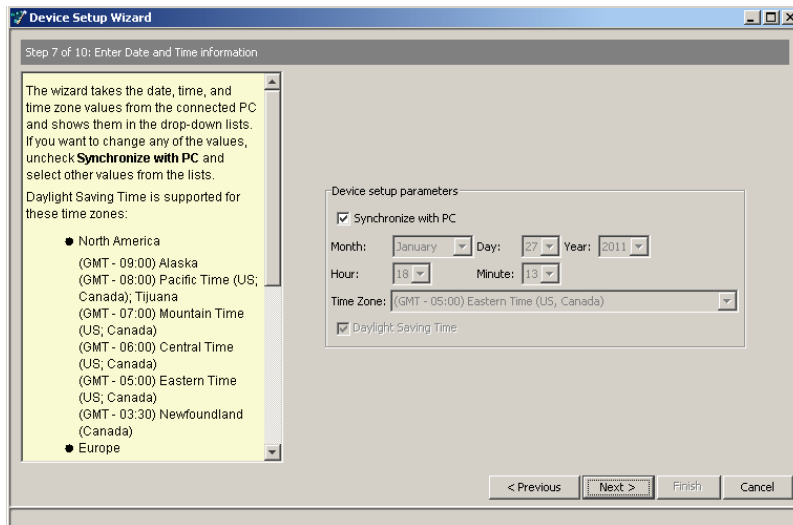 Device Setup Wizard
Step 7 of 10: Enter Date and Time information
The wizard takes the date, time, and
time zone values from the connected PC
and shows them in the drop-down lists.
If you want to change any of the values,
uncheck Synchronize with PC and
select other values from the lists.
Daylight Saving Time is supported for
these time zones:
North America
(GMT - 09:00) Alaska
(GMT - 08:00) Pacific Time (US;
Canada); Tijuana
(GMT - 07:00) Mountain Time
(US; Canada)
(GMT - 06:00) Central Time
(US; Canada)
(GMT - 05:00) Eastern Time
(US; Canada)
(GMT - 03:30) Newfoundland
(Canada)
Europe
Device setup parameters
Synchronize with PC
Month: January Day: 27 Year: 2011
Hour: 18 Minute: 13
Time Zone: (GMT - 05:00) Eastern Time (US, Canada)
Daylight Saving Time
< Previous Next > Finish Cancel